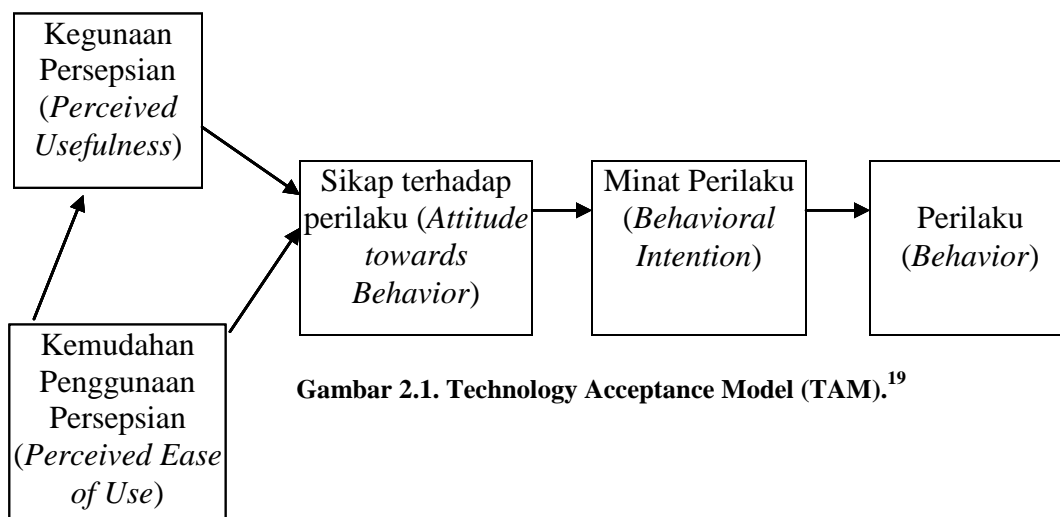 Kegunaan
Persepsian
(Perceived
Usefulness)
Sikap terhadap
perilaku (Attitude
towards
Behavior)
Minat Perilaku
(Behavioral
Intention)
Perilaku
(Behavior)
Kemudahan
Penggunaan
Persepsian
(Perceived Ease
of Use)
Gambar 2.1. Technology Acceptance Model (TAM).19